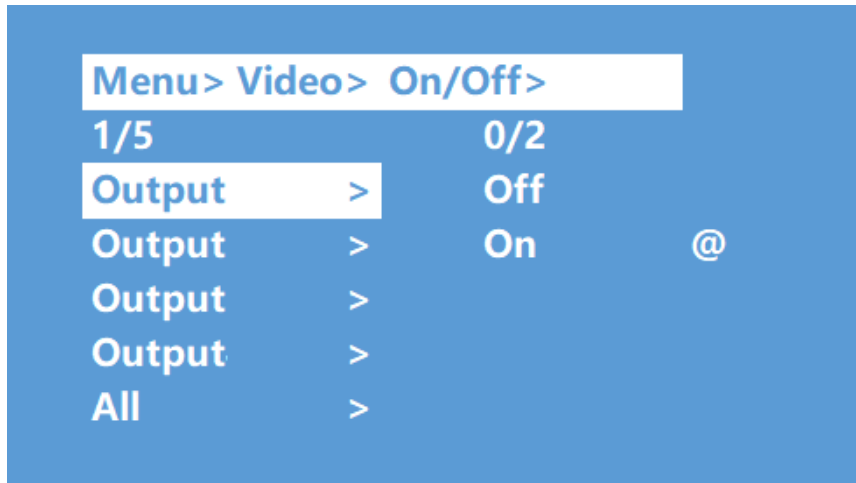 Menu> Video> On/Off>
1/5 0/2
Output > Off
Output > On @
Output >
Output >
All >